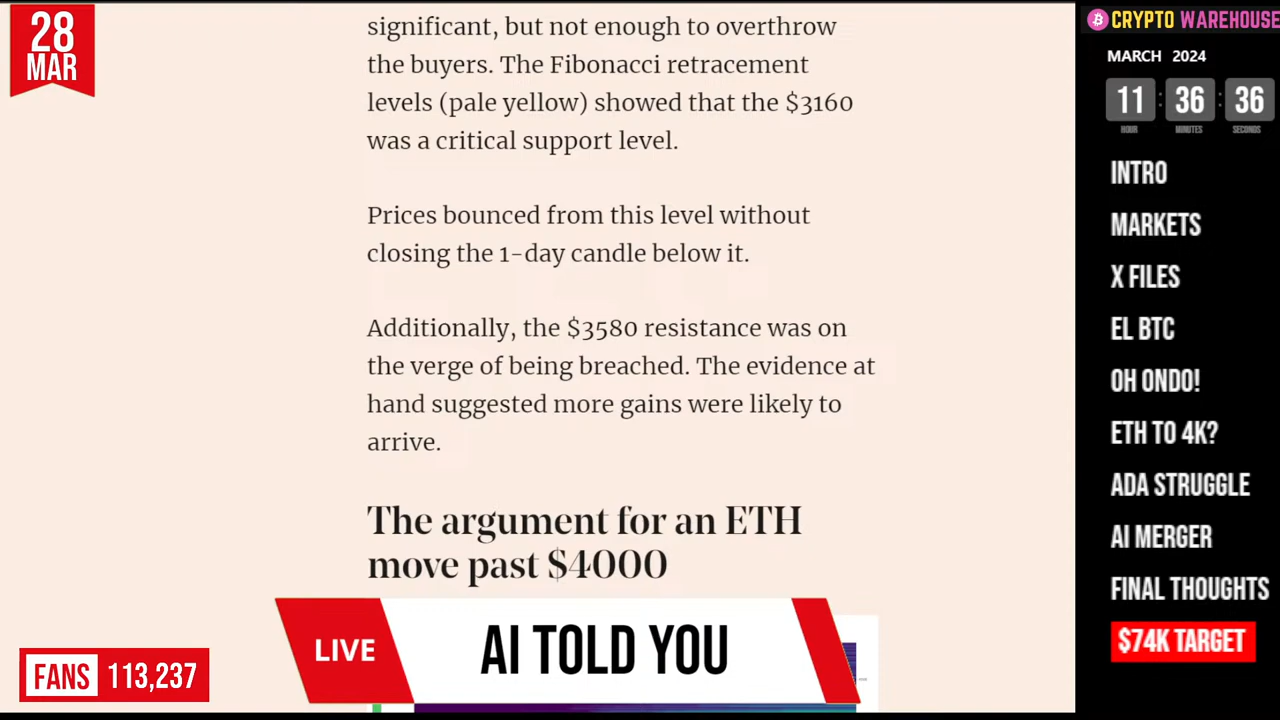 28
MAR
significant, but not enough to overthrow
the buyers. The Fibonacci retracement
levels (pale yellow) showed that the $3160
was a critical support level.
Prices bounced from this level without
closing the 1-day candle below it.
Additionally, the $3580 resistance was on
the verge of being breached. The evidence at
hand suggested more gains were likely to
arrive.
The argument for an ETH
move past $4000
LIVE
AI TOLD YOU
FANS 113,237
CRYPTO WAREHOUSE
MARCH 2024
11 : 36 : 36
HOUR MINUTES SECONDS
INTRO
MARKETS
X FILES
EL BTC
OH ONDO!
ETH TO 4K?
ADA STRUGGLE
AI MERGER
FINAL THOUGHTS
$74K TARGET